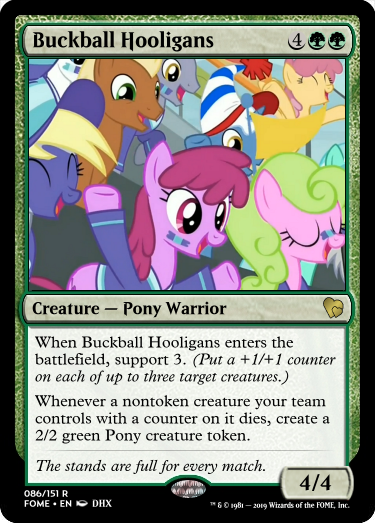 Buckball Hooligans 4
Creature — Pony Warrior
When Buckball Hooligans enters the
battlefield, support 3. (Put a +1/+1 counter
on each of up to three target creatures.)
Whenever a nontoken creature your team
controls with a counter on it dies, create a
2/2 green Pony creature token.
The stands are full for every match.
4/4
086/151 R
FOME • EN DHX
™ & © 1981 — 2019 Wizards of the FOME, Inc.